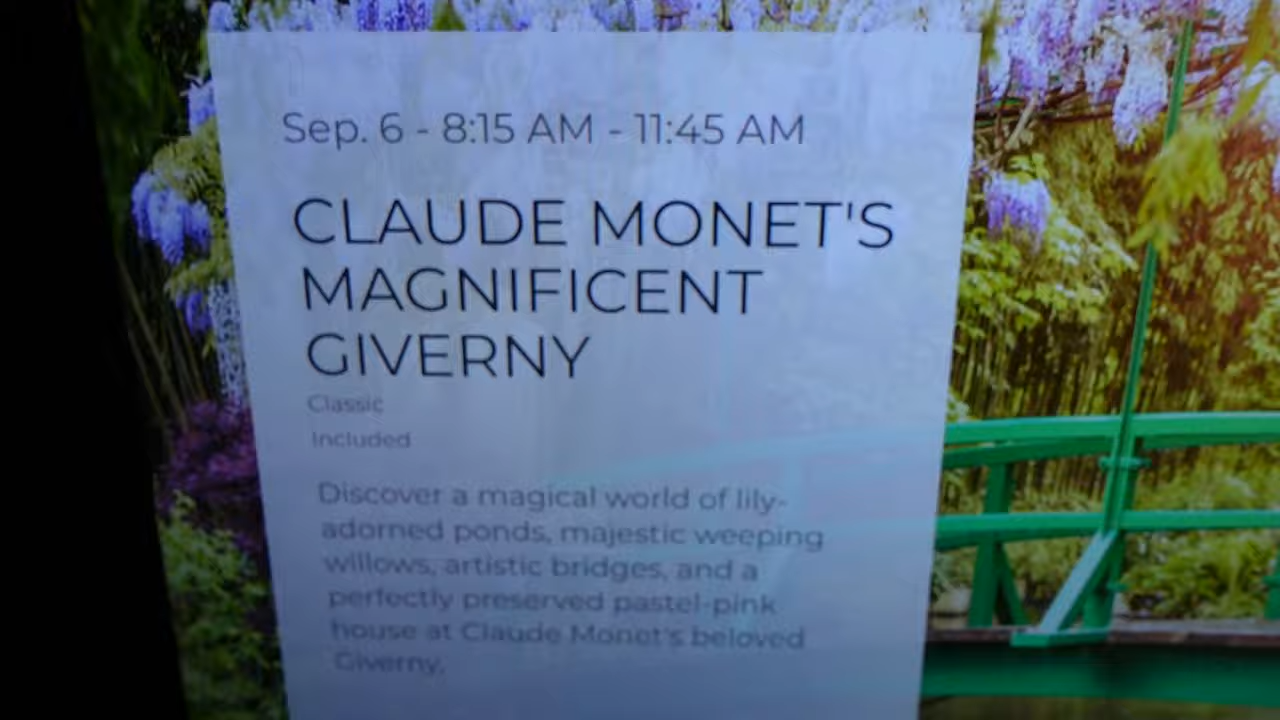 Sep. 6 - 8:15 AM - 11:45 AM
CLAUDE MONET'S
MAGNIFICENT
GIVERNY
Classic
Included
Discover a magical world of lily-
adorned ponds, majestic weeping
willows, artistic bridges, and a
perfectly preserved pastel-pink
house at Claude Monet's beloved
Giverny.